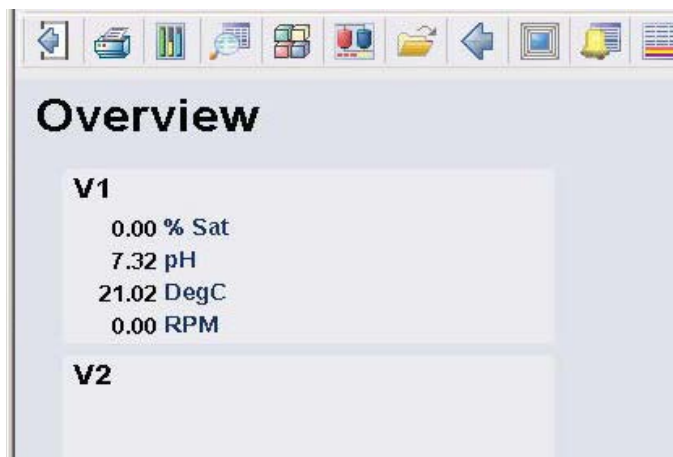 Overview
V1
0.00 % Sat
7.32 pH
21.02 DegC
0.00 RPM
V2